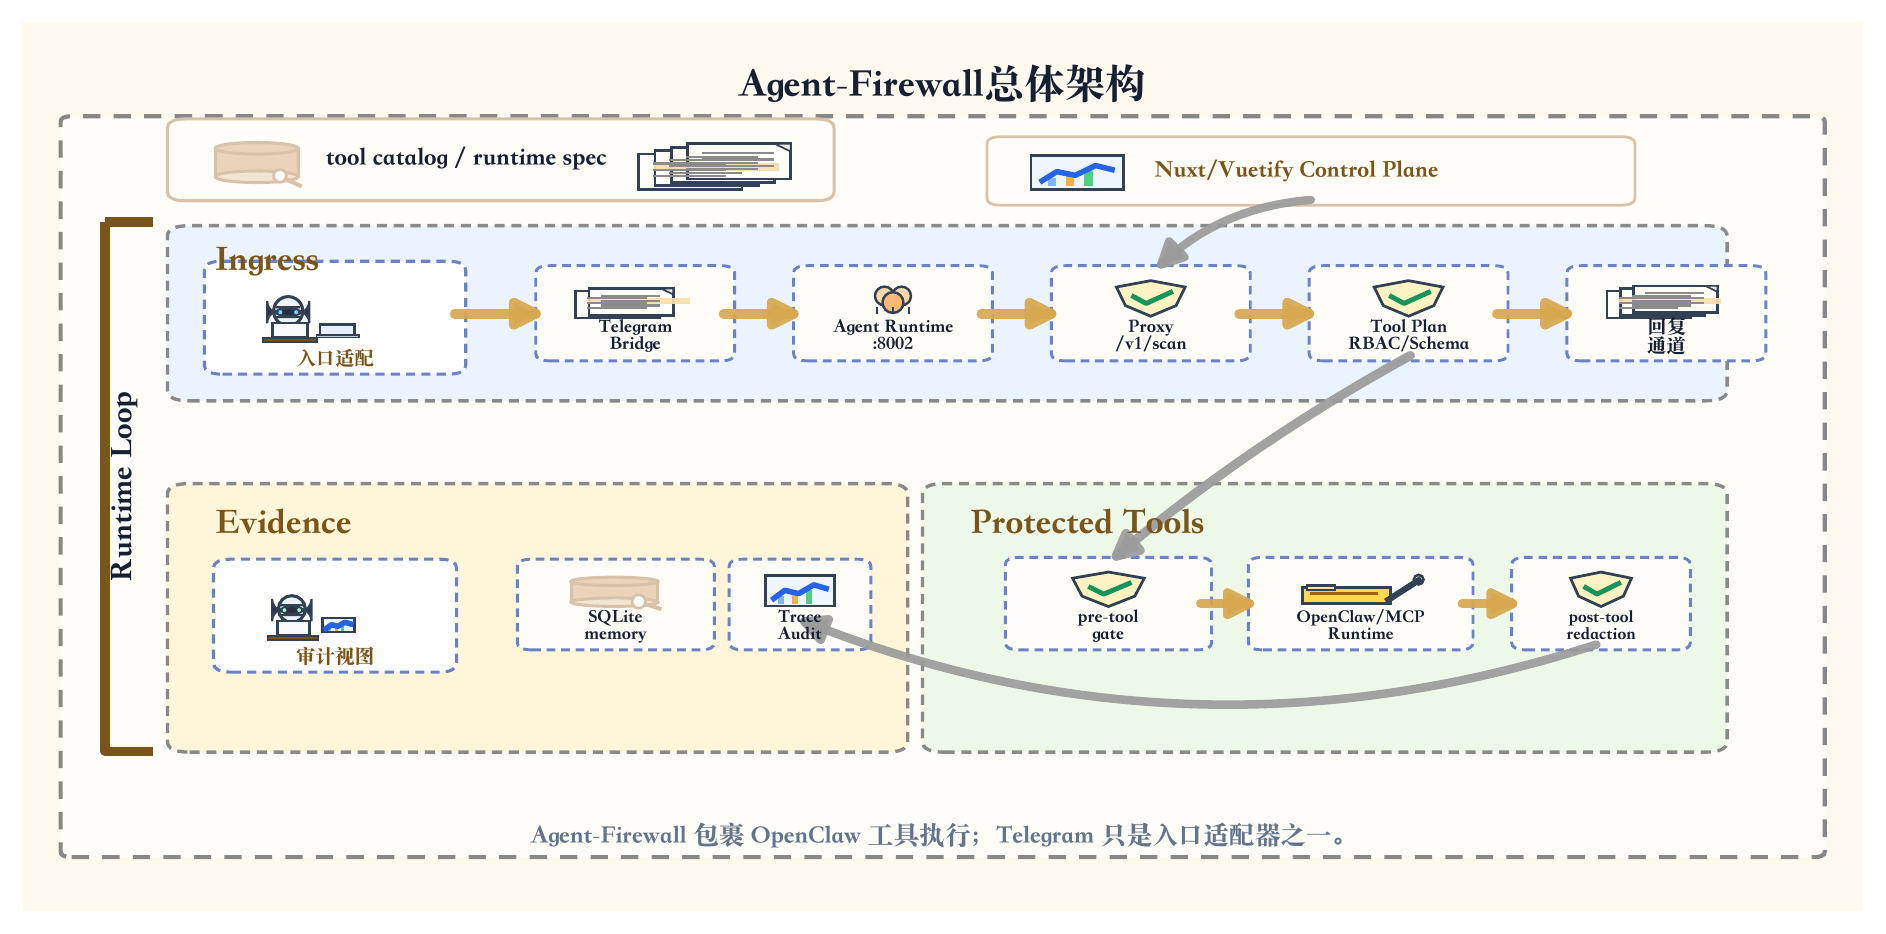 Agent-Firewall总体架构
tool catalog / runtime spec
Nuxt/Vuetify Control Plane
Runtime Loop
Ingress
入口适配
Telegram
Bridge
Agent Runtime
:8002
Proxy
/v1/scan
Tool Plan
RBAC/Schema
回复
通道
Evidence
审计视图
SQLite
memory
Trace
Audit
Protected Tools
pre-tool
gate
OpenClaw/MCP
Runtime
post-tool
redaction
Agent-Firewall 包裹 OpenClaw 工具执行；Telegram 只是入口适配器之一。